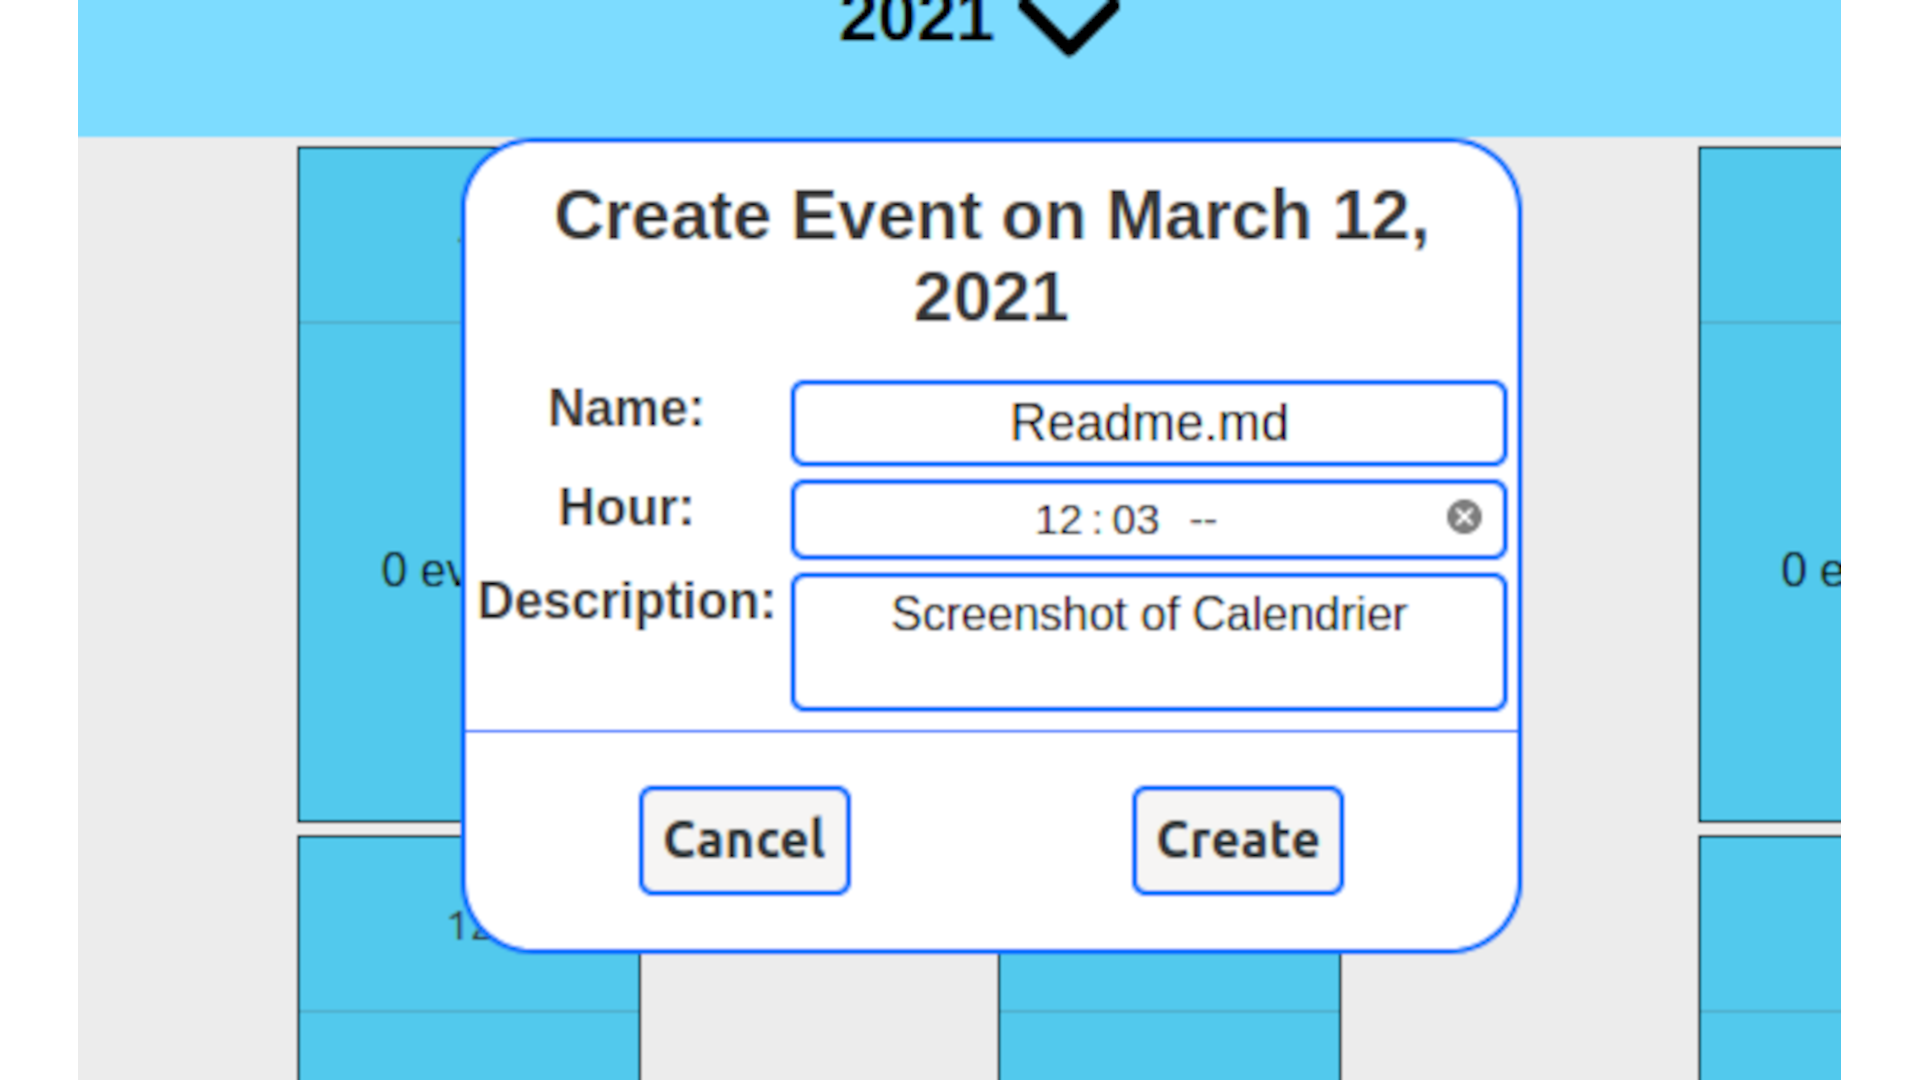 2021
Create Event on March 12,
2021
Name:
Readme.md
Hour:
12:03 --
0 ev
0 e
Description:
Screenshot of Calendrier
Cancel
Create
12